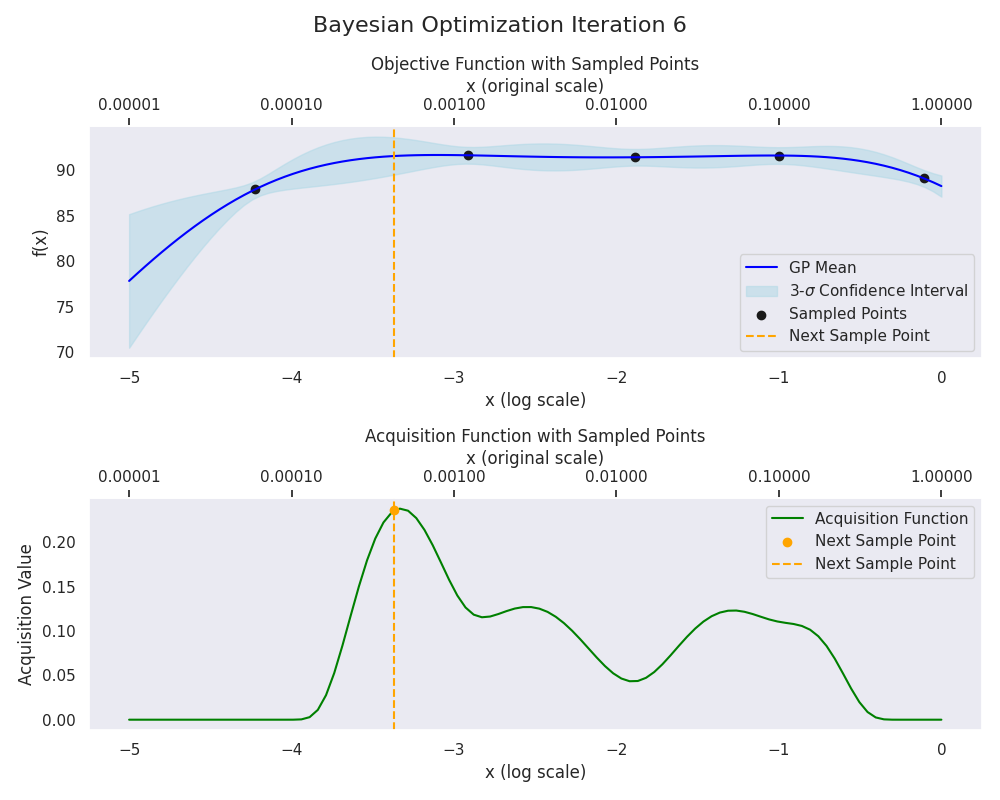 Bayesian Optimization Iteration 6
Objective Function with Sampled Points
x (original scale)
0.00001 0.00010 0.00100 0.01000 0.10000 1.00000
f(x)
90
85
80
75
70
GP Mean
3-σ Confidence Interval
Sampled Points
Next Sample Point
−5 −4 −3 −2 −1 0
x (log scale)
Acquisition Function with Sampled Points
x (original scale)
0.00001 0.00010 0.00100 0.01000 0.10000 1.00000
Acquisition Value
0.20
0.15
0.10
0.05
0.00
Acquisition Function
Next Sample Point
Next Sample Point
−5 −4 −3 −2 −1 0
x (log scale)